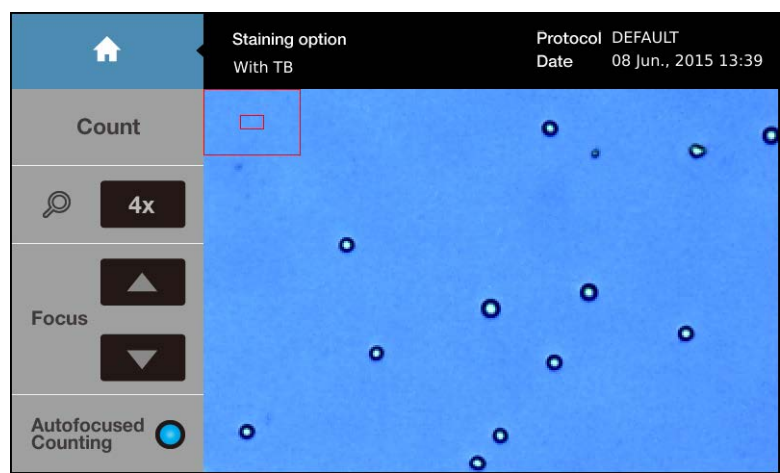 Staining option
With TB
Protocol DEFAULT
Date 08 Jun., 2015 13:39
Count
4x
Focus
Autofocused
Counting